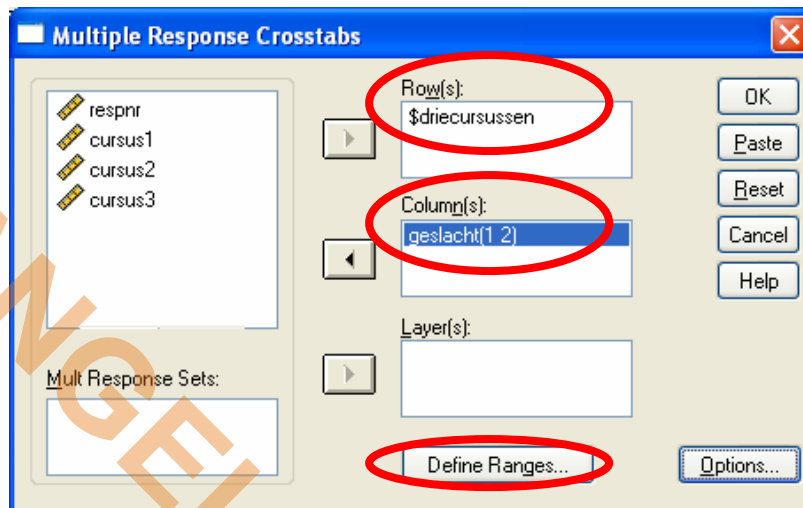 Multiple Response Crosstabs
respnr
cursus1
cursus2
cursus3
Mult Response Sets:
Row(s):
$driecursussen
Column(s):
geslacht(1 2)
Layer(s):
Define Ranges...
OK
Paste
Reset
Cancel
Help
Options...